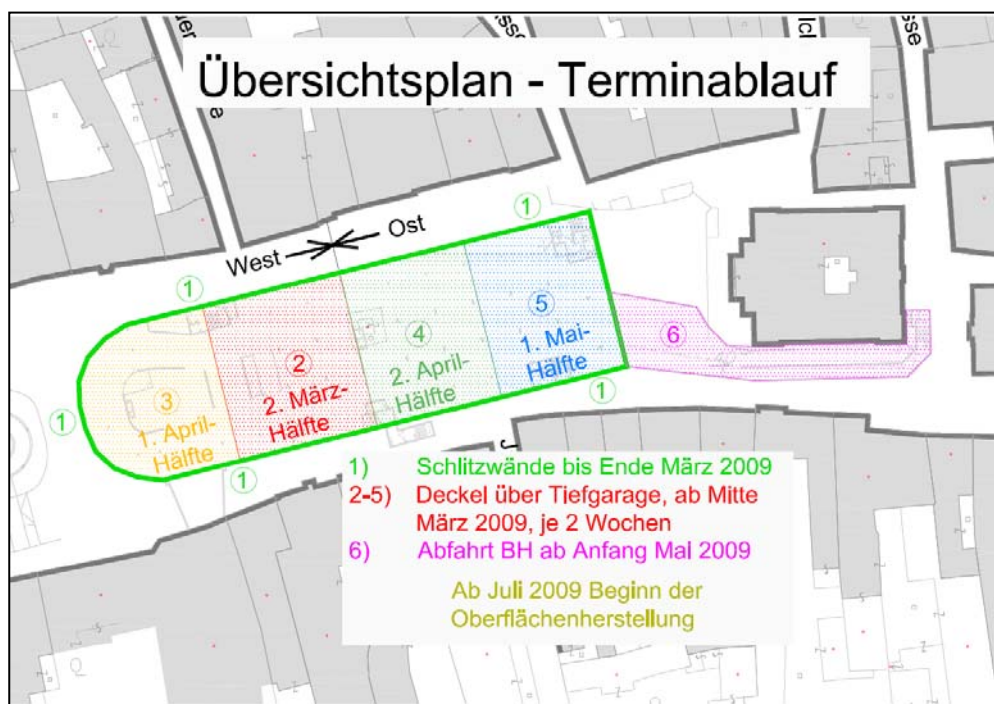 Übersichtsplan - Terminablauf
West
Ost
1
1
1
1
1
3
1. April-
Hälfte
2
2. März-
Hälfte
4
2. April-
Hälfte
5
1. Mai-
Hälfte
6
1) Schlitzwände bis Ende März 2009
2-5) Deckel über Tiefgarage, ab Mitte
März 2009, je 2 Wochen
6) Abfahrt BH ab Anfang Mai 2009
Ab Juli 2009 Beginn der
Oberflächenherstellung